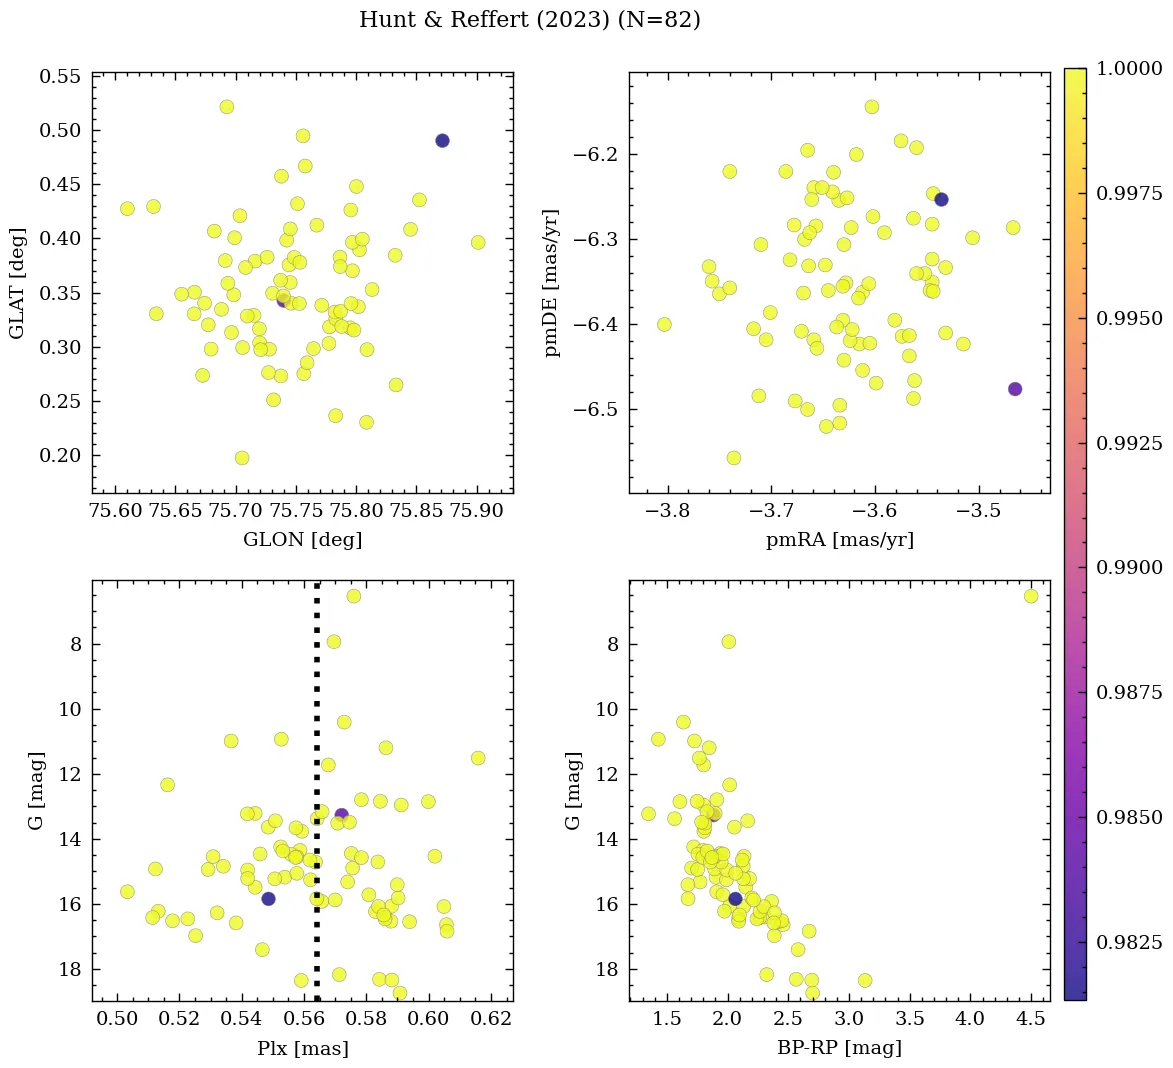 Hunt & Reffert (2023) (N=82)
0.55
0.50
0.45
0.40
0.35
0.30
0.25
0.20
GLAT [deg]
75.60 75.65 75.70 75.75 75.80 75.85 75.90
GLON [deg]
−6.2
−6.3
−6.4
−6.5
pmDE [mas/yr]
−3.8 −3.7 −3.6 −3.5
pmRA [mas/yr]
8
10
12
14
16
18
G [mag]
0.50 0.52 0.54 0.56 0.58 0.60 0.62
Plx [mas]
8
10
12
14
16
18
G [mag]
1.5 2.0 2.5 3.0 3.5 4.0 4.5
BP-RP [mag]
1.0000
0.9975
0.9950
0.9925
0.9900
0.9875
0.9850
0.9825